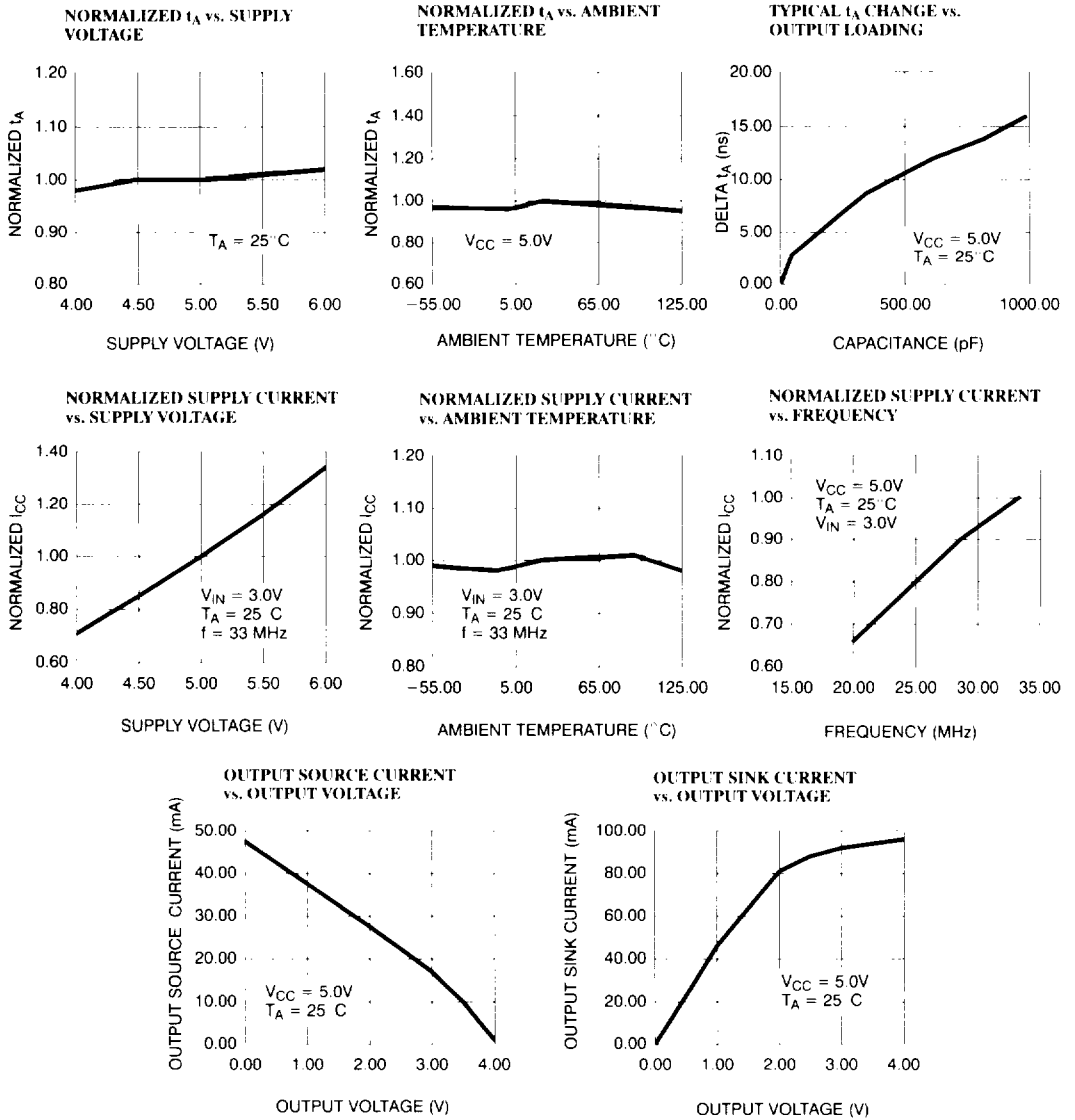 NORMALIZED tA vs. SUPPLY
VOLTAGE
1.20
1.10
1.00
0.90
0.80
NORMALIZED tA
TA = 25°C
4.00 4.50 5.00 5.50 6.00
SUPPLY VOLTAGE (V)
NORMALIZED tA vs. AMBIENT
TEMPERATURE
1.60
1.40
1.20
1.00
0.80
0.60
NORMALIZED tA
VCC = 5.0V
−55.00 5.00 65.00 125.00
AMBIENT TEMPERATURE (°C)
TYPICAL tA CHANGE vs.
OUTPUT LOADING
20.00
15.00
10.00
5.00
0.00
DELTA tA (ns)
VCC = 5.0V
TA = 25°C
0.00 500.00 1000.00
CAPACITANCE (pF)
NORMALIZED SUPPLY CURRENT
vs. SUPPLY VOLTAGE
1.40
1.20
1.00
0.80
0.60
NORMALIZED ICC
VIN = 3.0V
TA = 25 C
f = 33 MHz
4.00 4.50 5.00 5.50 6.00
SUPPLY VOLTAGE (V)
NORMALIZED SUPPLY CURRENT
vs. AMBIENT TEMPERATURE
1.20
1.10
1.00
0.90
0.80
NORMALIZED ICC
VIN = 3.0V
TA = 25 C
f = 33 MHz
−55.00 5.00 65.00 125.00
AMBIENT TEMPERATURE (°C)
NORMALIZED SUPPLY CURRENT
vs. FREQUENCY
1.10
1.00
0.90
0.80
0.70
0.60
NORMALIZED ICC
VCC = 5.0V
TA = 25°C
VIN = 3.0V
15.00 20.00 25.00 30.00 35.00
FREQUENCY (MHz)
OUTPUT SOURCE CURRENT
vs. OUTPUT VOLTAGE
50.00
40.00
30.00
20.00
10.00
0.00
OUTPUT SOURCE CURRENT (mA)
VCC = 5.0V
TA = 25 C
0.00 1.00 2.00 3.00 4.00
OUTPUT VOLTAGE (V)
OUTPUT SINK CURRENT
vs. OUTPUT VOLTAGE
100.00
80.00
60.00
40.00
20.00
0.00
OUTPUT SINK CURRENT (mA)
VCC = 5.0V
TA = 25 C
0.00 1.00 2.00 3.00 4.00
OUTPUT VOLTAGE (V)